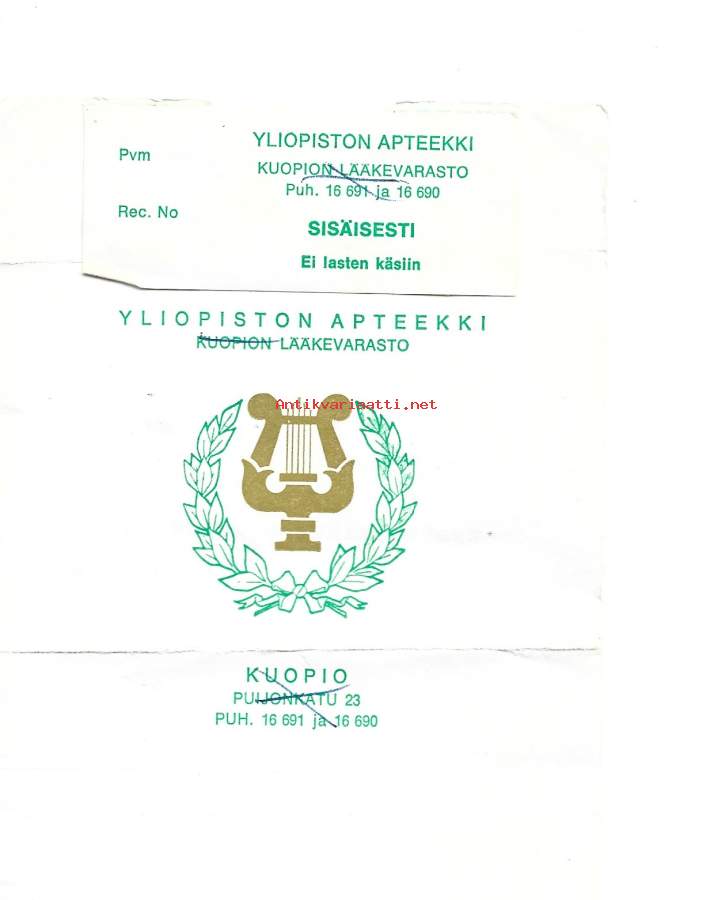 YLIOPISTON APTEEKKI
Pvm
KUOPION LÄÄKEVARASTO
Puh. 16 691 ja 16 690
Rec. No
SISÄISESTI
Ei lasten käsiin
YLIOPISTON APTEEKKI
KUOPION LÄÄKEVARASTO
Antikvariaatti.net
KUOPIO
PUIJONKATU 23
PUH. 16 691 ja 16 690